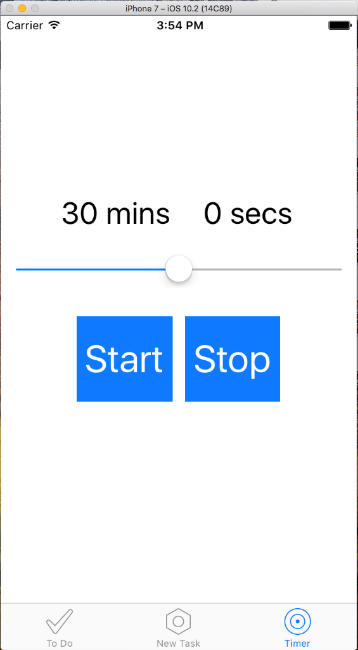 iPhone 7 – iOS 10.2 (14C89)
Carrier 3:54 PM
30 mins 0 secs
Start Stop
To Do New Task Timer